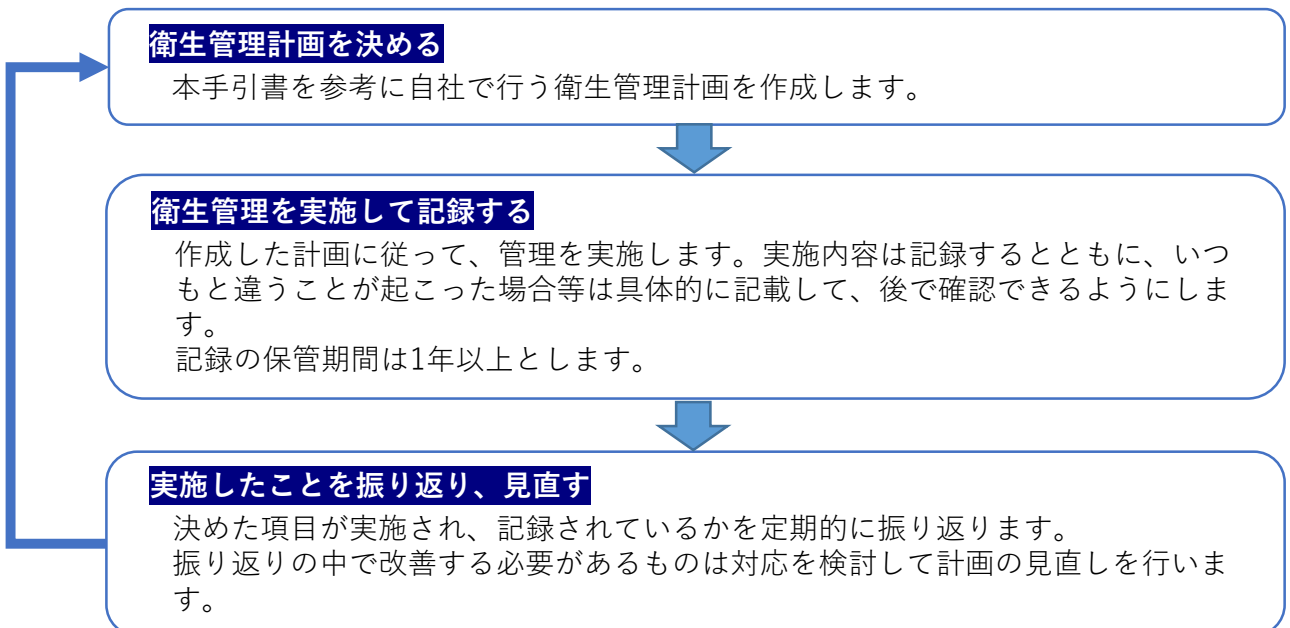 衛生管理計画を決める
本手引書を参考に自社で行う衛生管理計画を作成します。
衛生管理を実施して記録する
作成した計画に従って、管理を実施します。実施内容は記録するとともに、いつ
もと違うことが起こった場合等は具体的に記載して、後で確認できるようにしま
す。
記録の保管期間は1年以上とします。
実施したことを振り返り、見直す
決めた項目が実施され、記録されているかを定期的に振り返ります。
振り返りの中で改善する必要があるものは対応を検討して計画の見直しを行いま
す。